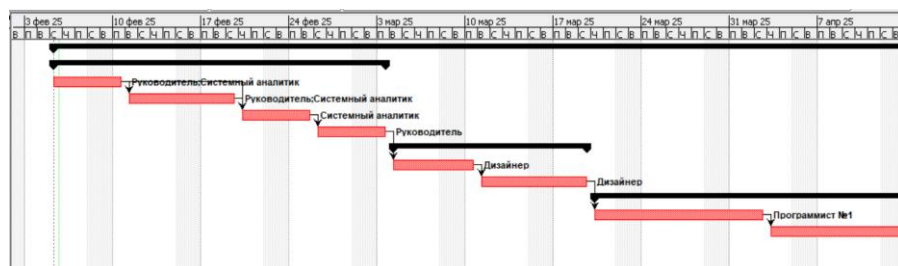 3 фев 25 10 фев 25 17 фев 25 24 фев 25 3 мар 25 10 мар 25 17 мар 25 24 мар 25 31 мар 25 7 апр 25
В П В С Ч П С В П В С Ч П С В П В С Ч П С В П В С Ч П С В П В С Ч П С В П В С Ч П С В П В С Ч П С В П В С Ч П С В П В С Ч П С В П В С Ч П С
Руководитель;Системный аналитик
Руководитель;Системный аналитик
Системный аналитик
Руководитель
Дизайнер
Дизайнер
Программист №1